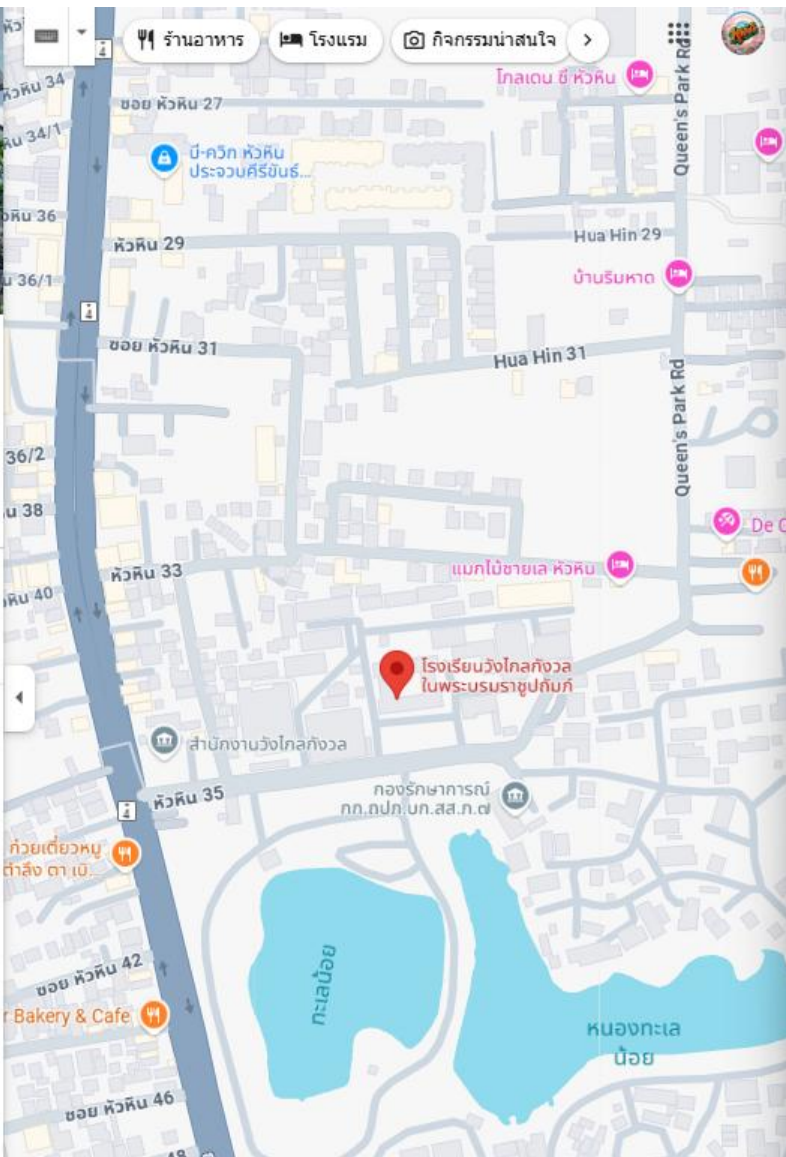 ร้านอาหาร
โรงแรม
กิจกรรมน่าสนใจ
4
หัวหิน 34
โกลเดน ซี หัวหิน
Queen's Park Rd
ซอย หัวหิน 27
34/1
บี-ควิก หัวหิน
ประจวบคีรีขันธ์...
36
Hua Hin 29
หัวหิน 29
36/1
บ้านริมหาด
4
ซอย หัวหิน 31
Hua Hin 31
Queen's Park Rd
36/2
38
De
หัวหิน 33
แมกไม้ชายเล หัวหิน
40
โรงเรียนวังไกลกังวล
ในพระบรมราชูปถัมภ์
สำนักงานวังไกลกังวล
หัวหิน 35
กองรักษาการณ์
กก.ถปภ.บก.สส.ภ.๗
4
ก๋วยเตี๋ยวหมู
ตำลึง ตา เบิ...
ทะเลน้อย
ซอย หัวหิน 42
r Bakery & Cafe
หนองทะเล
น้อย
ซอย หัวหิน 46
48